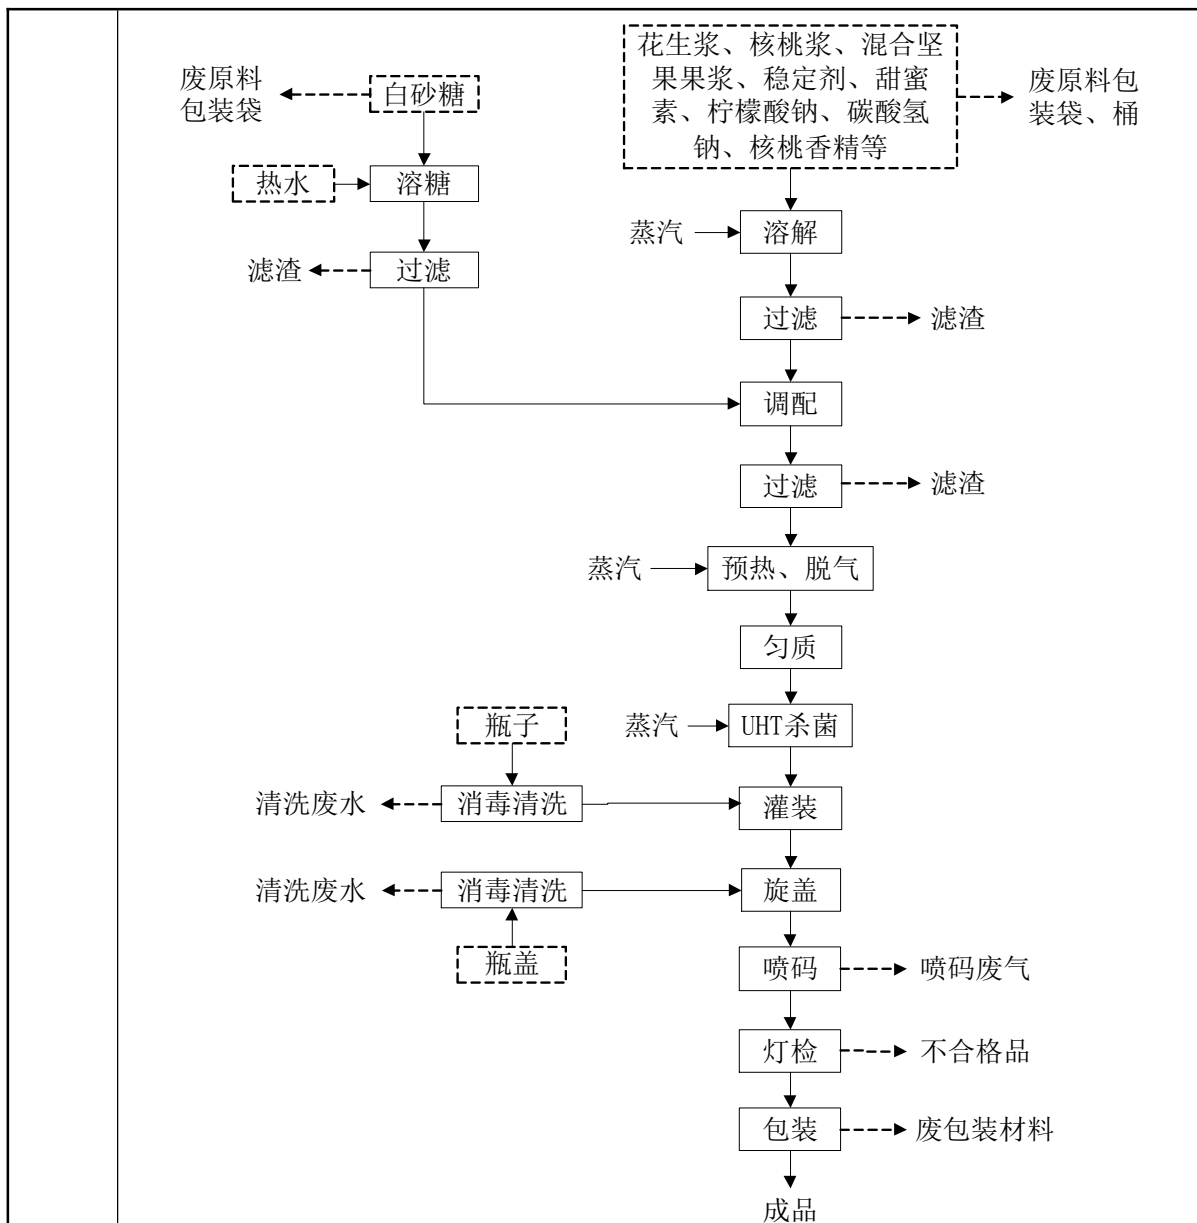 花生浆、核桃浆、混合坚
果果浆、稳定剂、甜蜜
素、柠檬酸钠、碳酸氢
钠、核桃香精等
废原料
包装袋
白砂糖
废原料包
装袋、桶
热水
溶糖
蒸汽
溶解
滤渣
过滤
过滤
滤渣
调配
过滤
滤渣
蒸汽
预热、脱气
匀质
瓶子
蒸汽
UHT杀菌
清洗废水
消毒清洗
灌装
清洗废水
消毒清洗
旋盖
瓶盖
喷码
喷码废气
灯检
不合格品
包装
废包装材料
成品